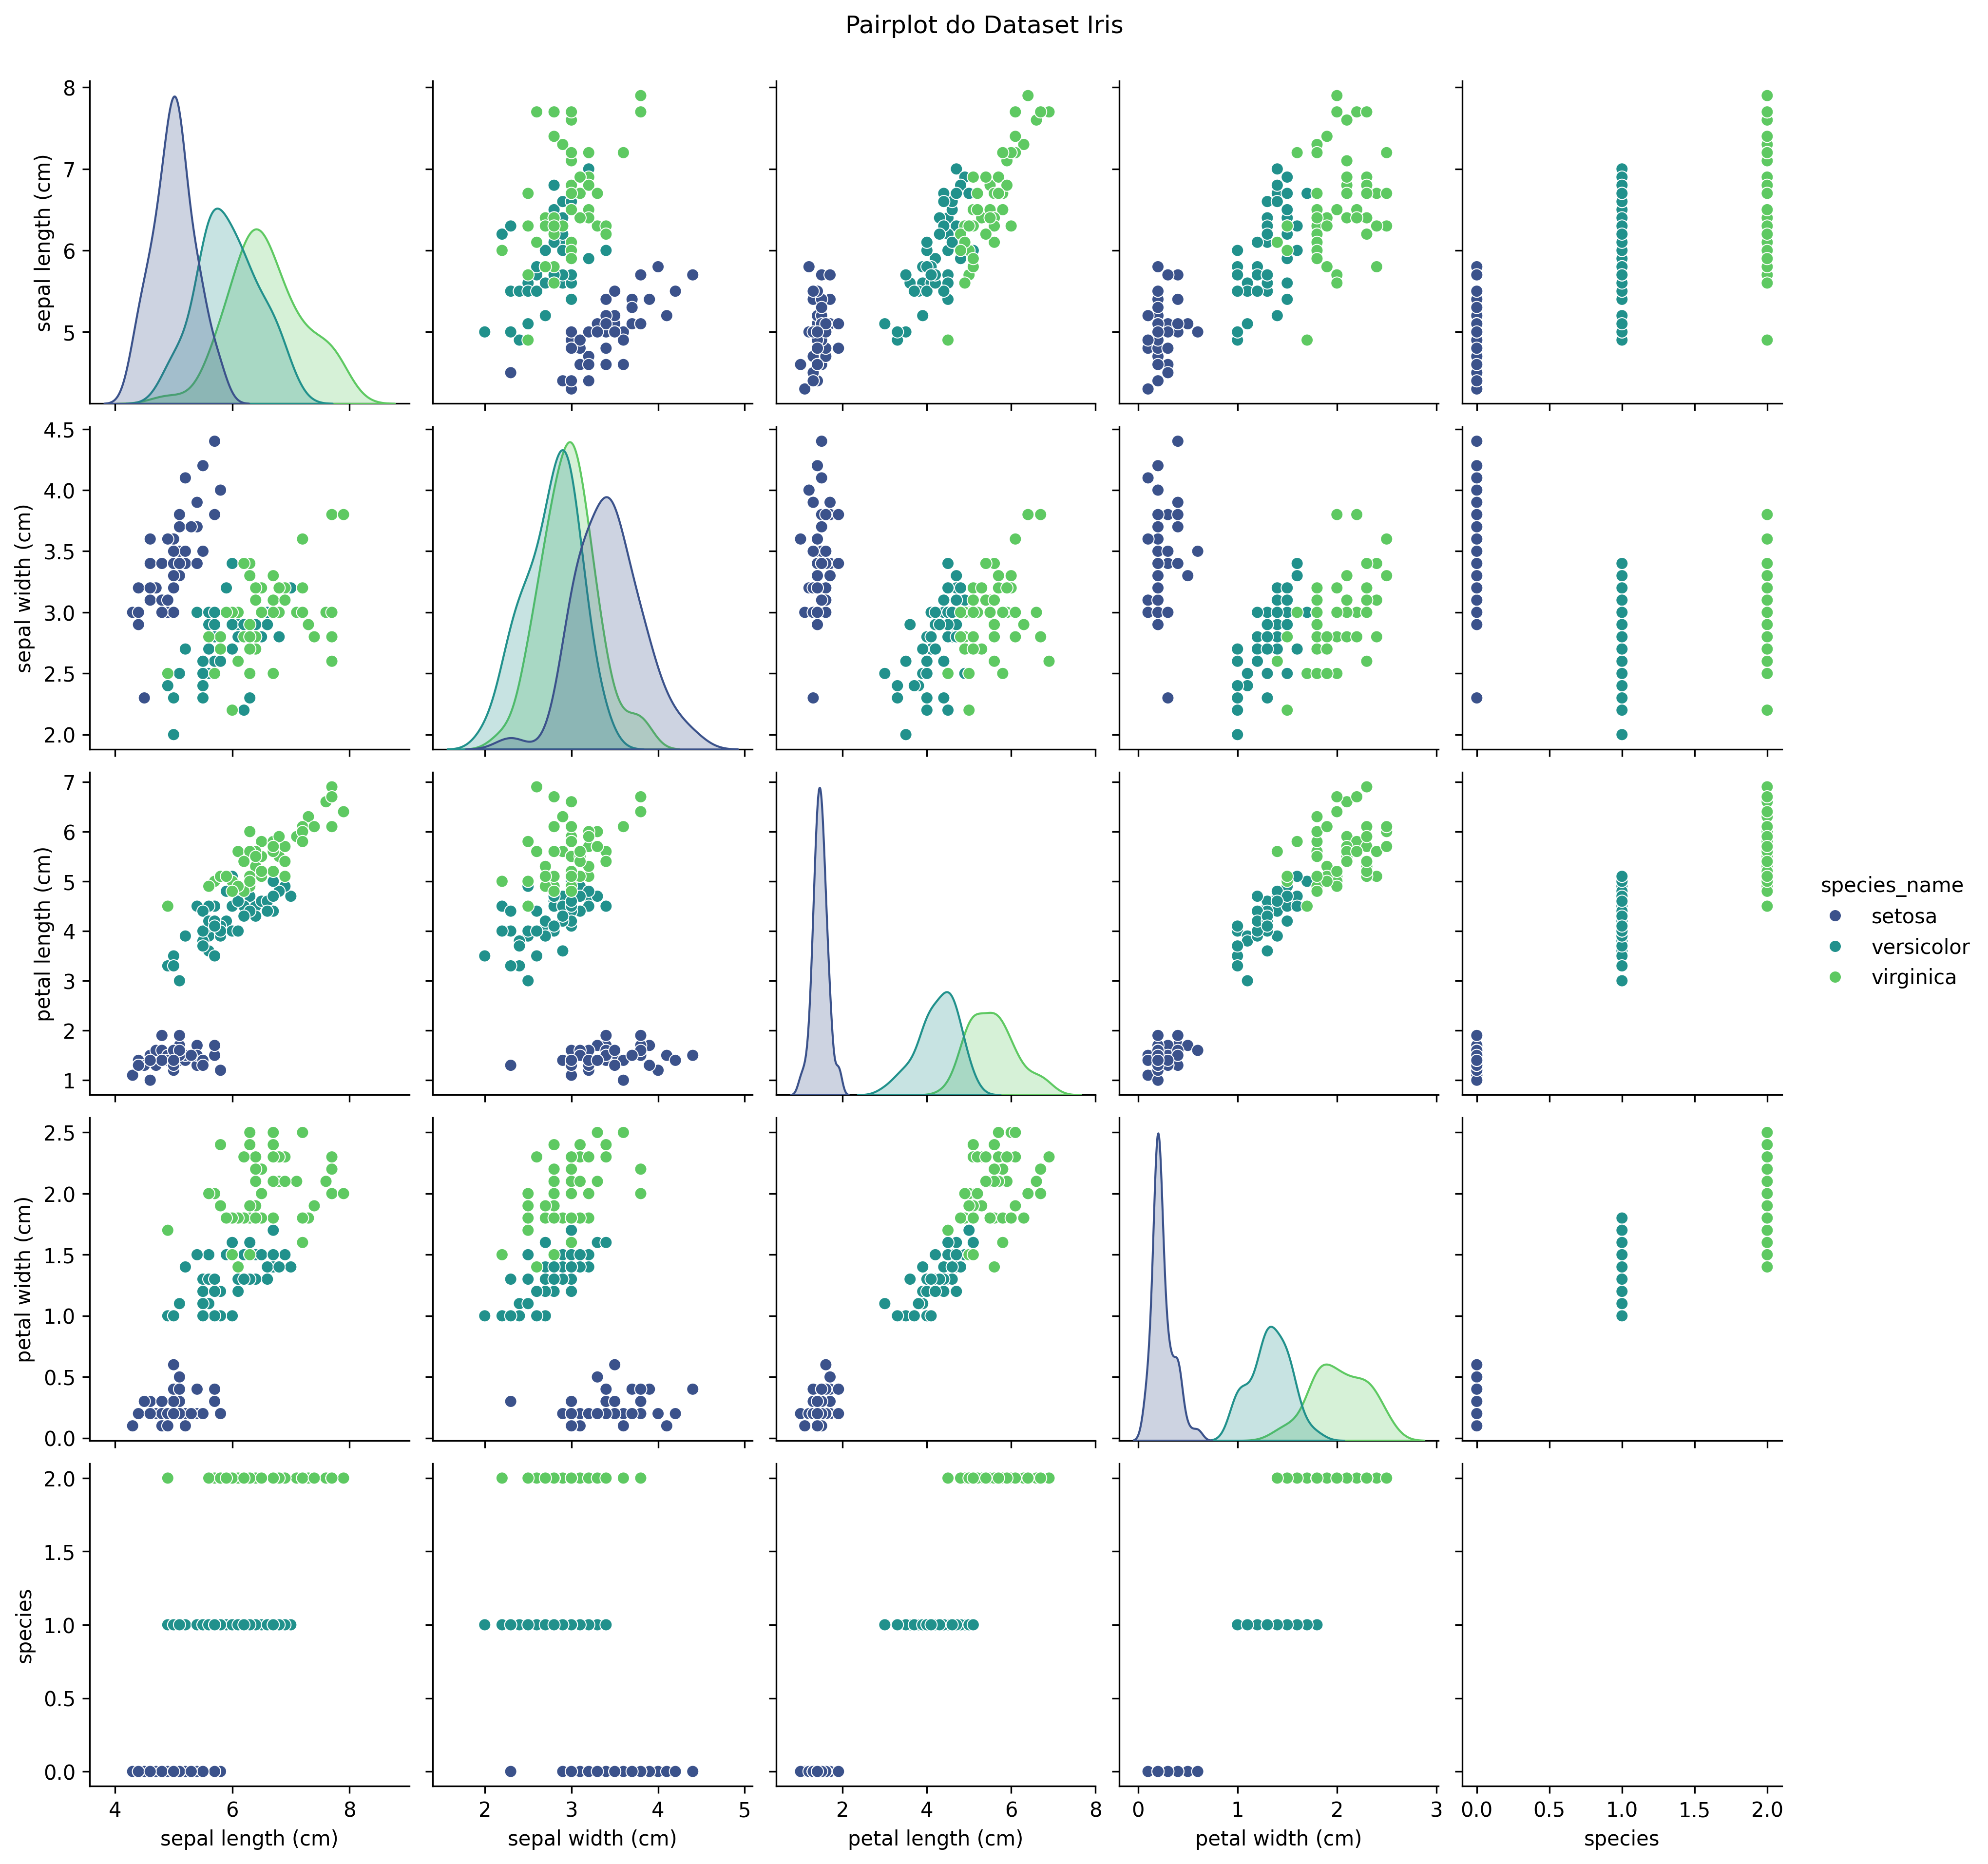 Pairplot do Dataset Iris
8
7
6
5
sepal length (cm)
4.5
4.0
3.5
3.0
2.5
2.0
sepal width (cm)
7
6
5
4
3
2
1
petal length (cm)
species_name
setosa
versicolor
virginica
2.5
2.0
1.5
1.0
0.5
0.0
petal width (cm)
2.0
1.5
1.0
0.5
0.0
species
4 6 8
2 3 4 5
2 4 6 8
0 1 2 3
0.0 0.5 1.0 1.5 2.0
sepal length (cm)
sepal width (cm)
petal length (cm)
petal width (cm)
species